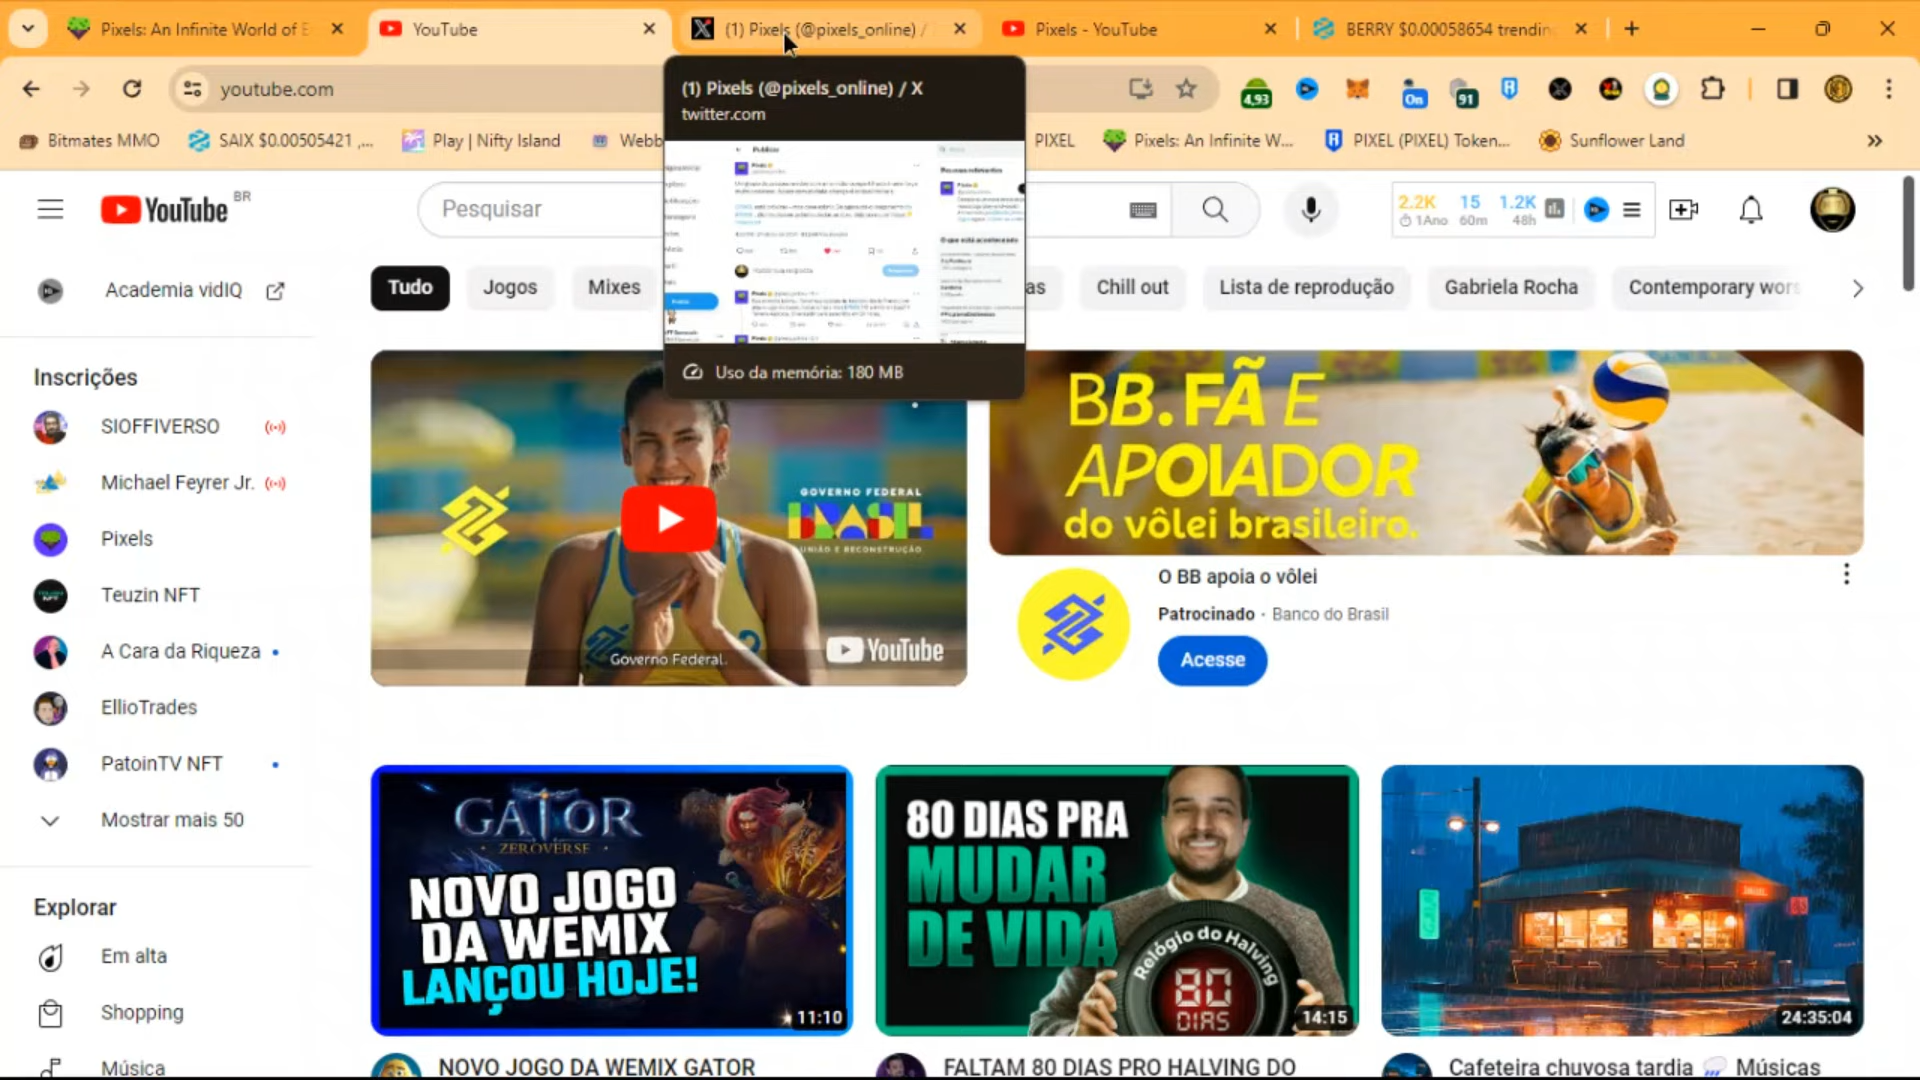 Pixels: An Infinite World of E
YouTube
(1) Pixels (@pixels_online) /
Pixels - YouTube
BERRY $0.00058654 trendin
youtube.com
4,93
On
91
(1) Pixels (@pixels_online) / X
twitter.com
Bitmates MMO
SAIX $0.00505421 ,...
Play | Nifty Island
Webb
PIXEL
Pixels: An Infinite W...
PIXEL (PIXEL) Token...
Sunflower Land
Uso da memória: 180 MB
YouTube BR
Pesquisar
2.2K 15 1.2K
1Ano 60m 48h
Academia vidIQ
Tudo
Jogos
Mixes
as
Chill out
Lista de reprodução
Gabriela Rocha
Contemporary wors
Inscrições
SIOFFIVERSO
Michael Feyrer Jr.
Pixels
Teuzin NFT
A Cara da Riqueza
EllioTrades
PatoinTV NFT
Mostrar mais 50
Explorar
Em alta
Shopping
Música
GOVERNO FEDERAL
BRASIL
UNIÃO E RECONSTRUÇÃO
Governo Federal.
YouTube
BB.FÃ E
APOIADOR
do vôlei brasileiro.
O BB apoia o vôlei
Patrocinado · Banco do Brasil
Acesse
GATOR
ZEROVERSE
NOVO JOGO
DA WEMIX
LANÇOU HOJE!
11:10
NOVO JOGO DA WEMIX GATOR
80 DIAS PRA
MUDAR
DE VIDA
Relógio do Halving
80
DIAS
14:15
FALTAM 80 DIAS PRO HALVING DO
24:35:04
Cafeteira chuvosa tardia 🌧️ Músicas